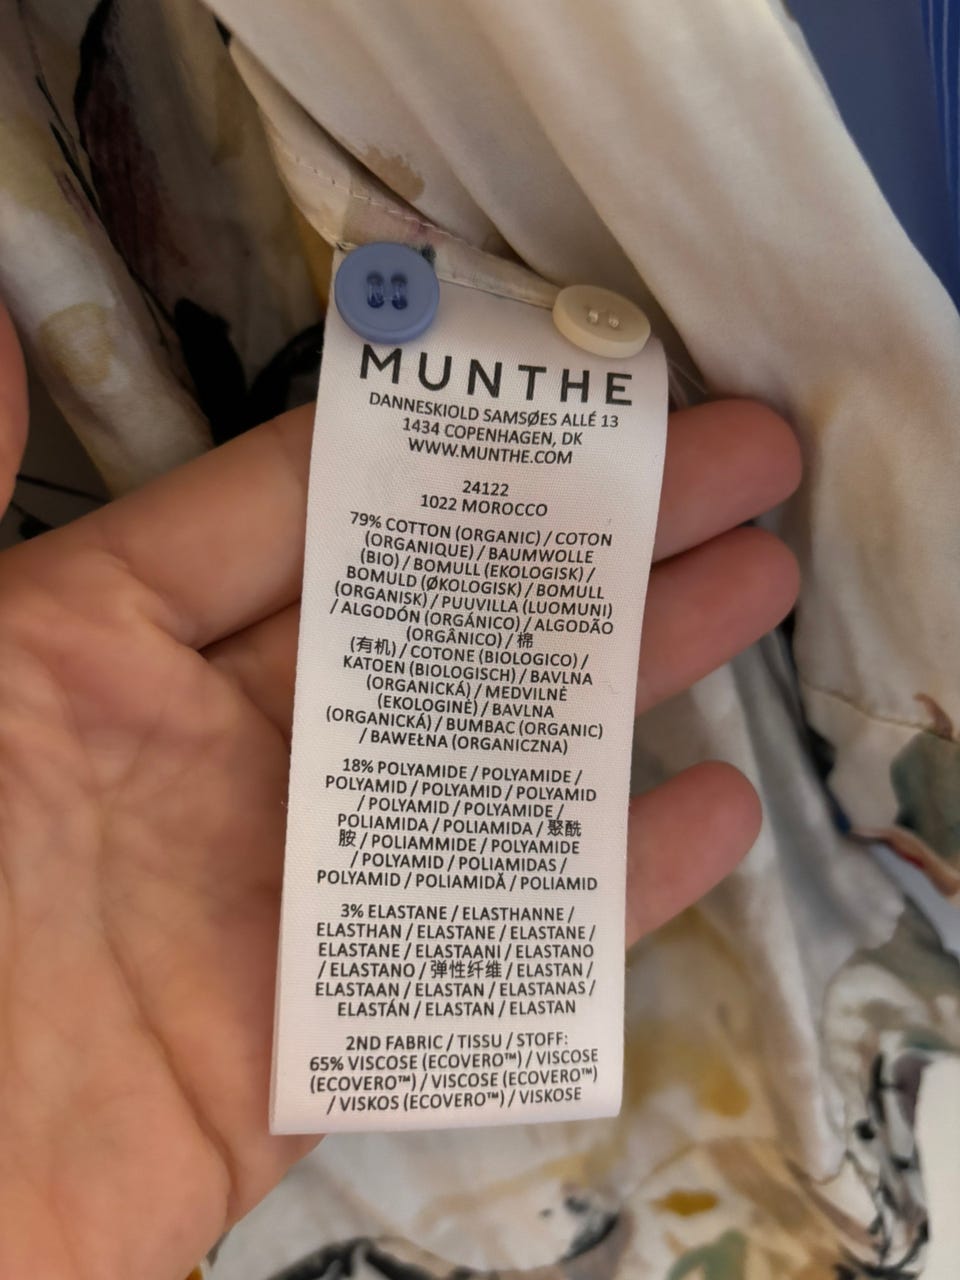 MUNTHE
DANNESKIOLD SAMSØES ALLÉ 13
1434 COPENHAGEN, DK
WWW.MUNTHE.COM
24122
1022 MOROCCO
79% COTTON (ORGANIC) / COTON
(ORGANIQUE) / BAUMWOLLE
(BIO) / BOMULL (EKOLOGISK) /
BOMULD (ØKOLOGISK) / BOMULL
(ORGANISK) / PUUVILLA (LUOMUNI)
/ ALGODÓN (ORGÁNICO) / ALGODÃO
(ORGÂNICO) / 棉
(有机) / COTONE (BIOLOGICO) /
KATOEN (BIOLOGISCH) / BAVLNA
(ORGANICKÁ) / MEDVILNĖ
(EKOLOGINĖ) / BAVLNA
(ORGANICKÁ) / BUMBAC (ORGANIC)
/ BAWEŁNA (ORGANICZNA)
18% POLYAMIDE / POLYAMIDE /
POLYAMID / POLYAMID / POLYAMID
/ POLYAMID / POLYAMIDE /
POLIAMIDA / POLIAMIDA / 聚酰
胺 / POLIAMMIDE / POLYAMIDE
/ POLYAMID / POLIAMIDAS /
POLYAMID / POLIAMIDĂ / POLIAMID
3% ELASTANE / ELASTHANNE /
ELASTHAN / ELASTANE / ELASTANE /
ELASTANE / ELASTAANI / ELASTANO
/ ELASTANO / 弹性纤维 / ELASTAN /
ELASTAAN / ELASTAN / ELASTANAS /
ELASTÁN / ELASTAN / ELASTAN
2ND FABRIC / TISSU / STOFF:
65% VISCOSE (ECOVERO™) / VISCOSE
(ECOVERO™) / VISCOSE (ECOVERO™)
/ VISKOS (ECOVERO™) / VISKOSE